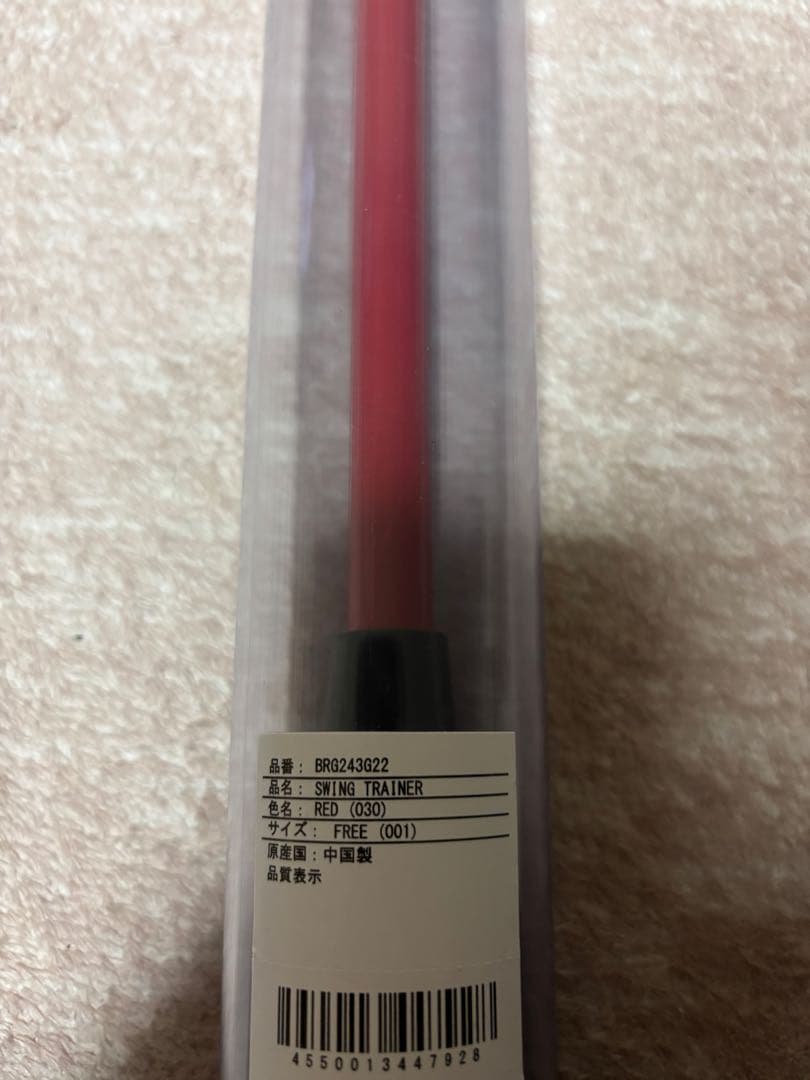 品番: BRG243G22
品名: SWING TRAINER
色名: RED (030)
サイズ: FREE (001)
原産国:中国製
品質表示
4550013447928